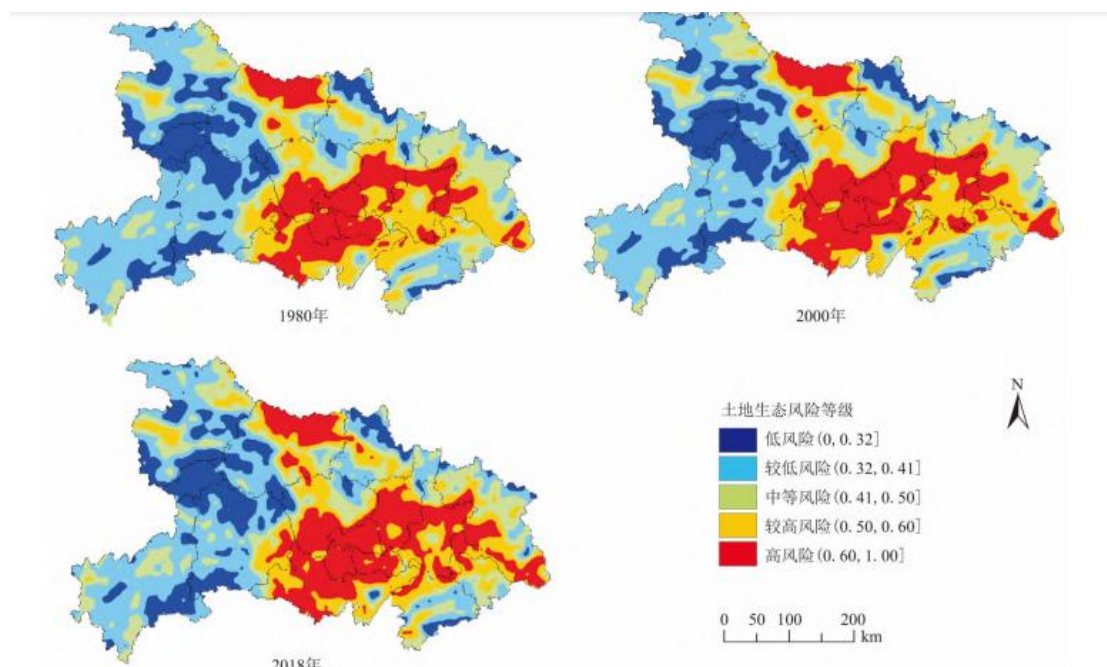 1980年
2000年
2018年
N
土地生态风险等级
低风险(0, 0.32]
较低风险(0.32, 0.41]
中等风险(0.41, 0.50]
较高风险(0.50, 0.60]
高风险(0.60, 1.00]
0 50 100 200
km